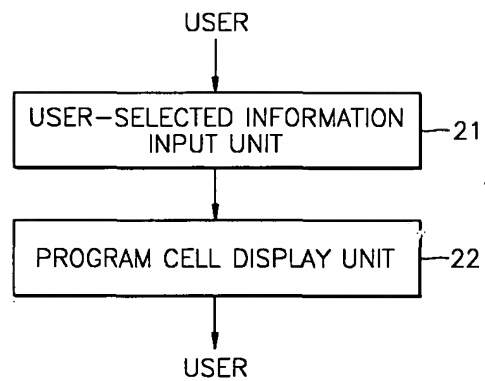 USER
USER-SELECTED INFORMATION
INPUT UNIT
21
PROGRAM CELL DISPLAY UNIT
22
USER